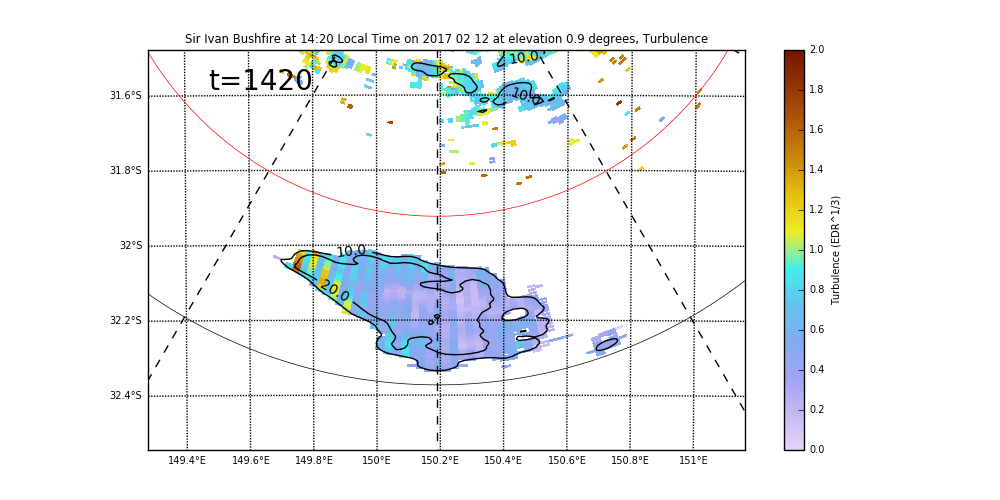 Sir Ivan Bushfire at 14:20 Local Time on 2017 02 12 at elevation 0.9 degrees, Turbulence
t=1420
10.0
10.0
10.0
20.0
31.6°S
31.8°S
32°S
32.2°S
32.4°S
149.4°E
149.6°E
149.8°E
150°E
150.2°E
150.4°E
150.6°E
150.8°E
151°E
2.0
1.8
1.6
1.4
1.2
1.0
0.8
0.6
0.4
0.2
0.0
Turbulence (EDR^1/3)